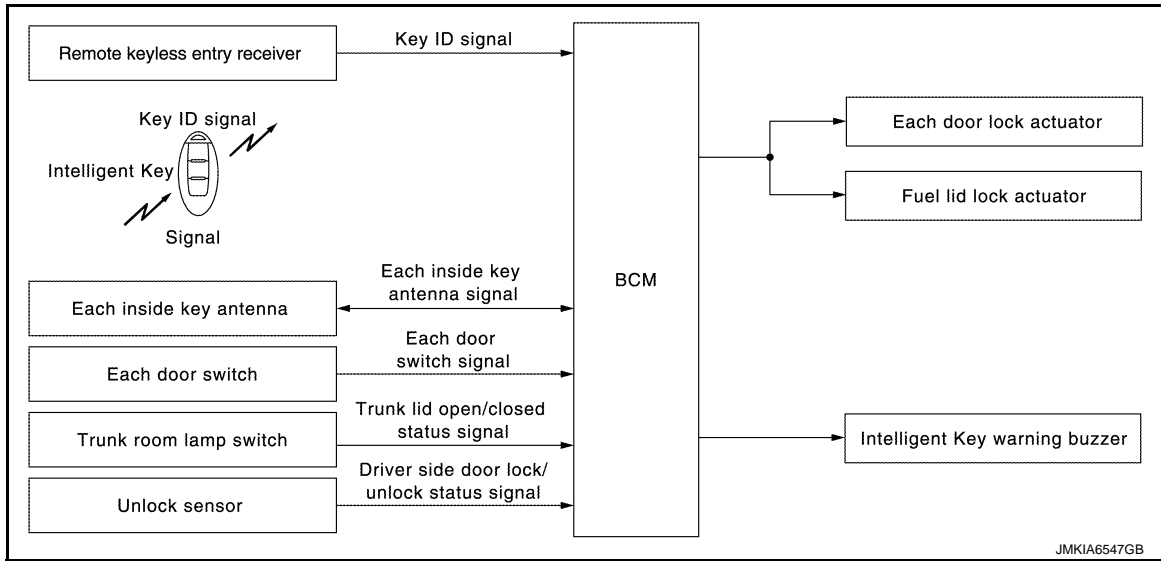 Remote keyless entry receiver
Key ID signal
Key ID signal
Intelligent Key
Signal
Each inside key antenna
Each inside key
antenna signal
Each door switch
Each door
switch signal
Trunk room lamp switch
Trunk lid open/closed
status signal
Unlock sensor
Driver side door lock/
unlock status signal
BCM
Each door lock actuator
Fuel lid lock actuator
Intelligent Key warning buzzer
JMKIA6547GB